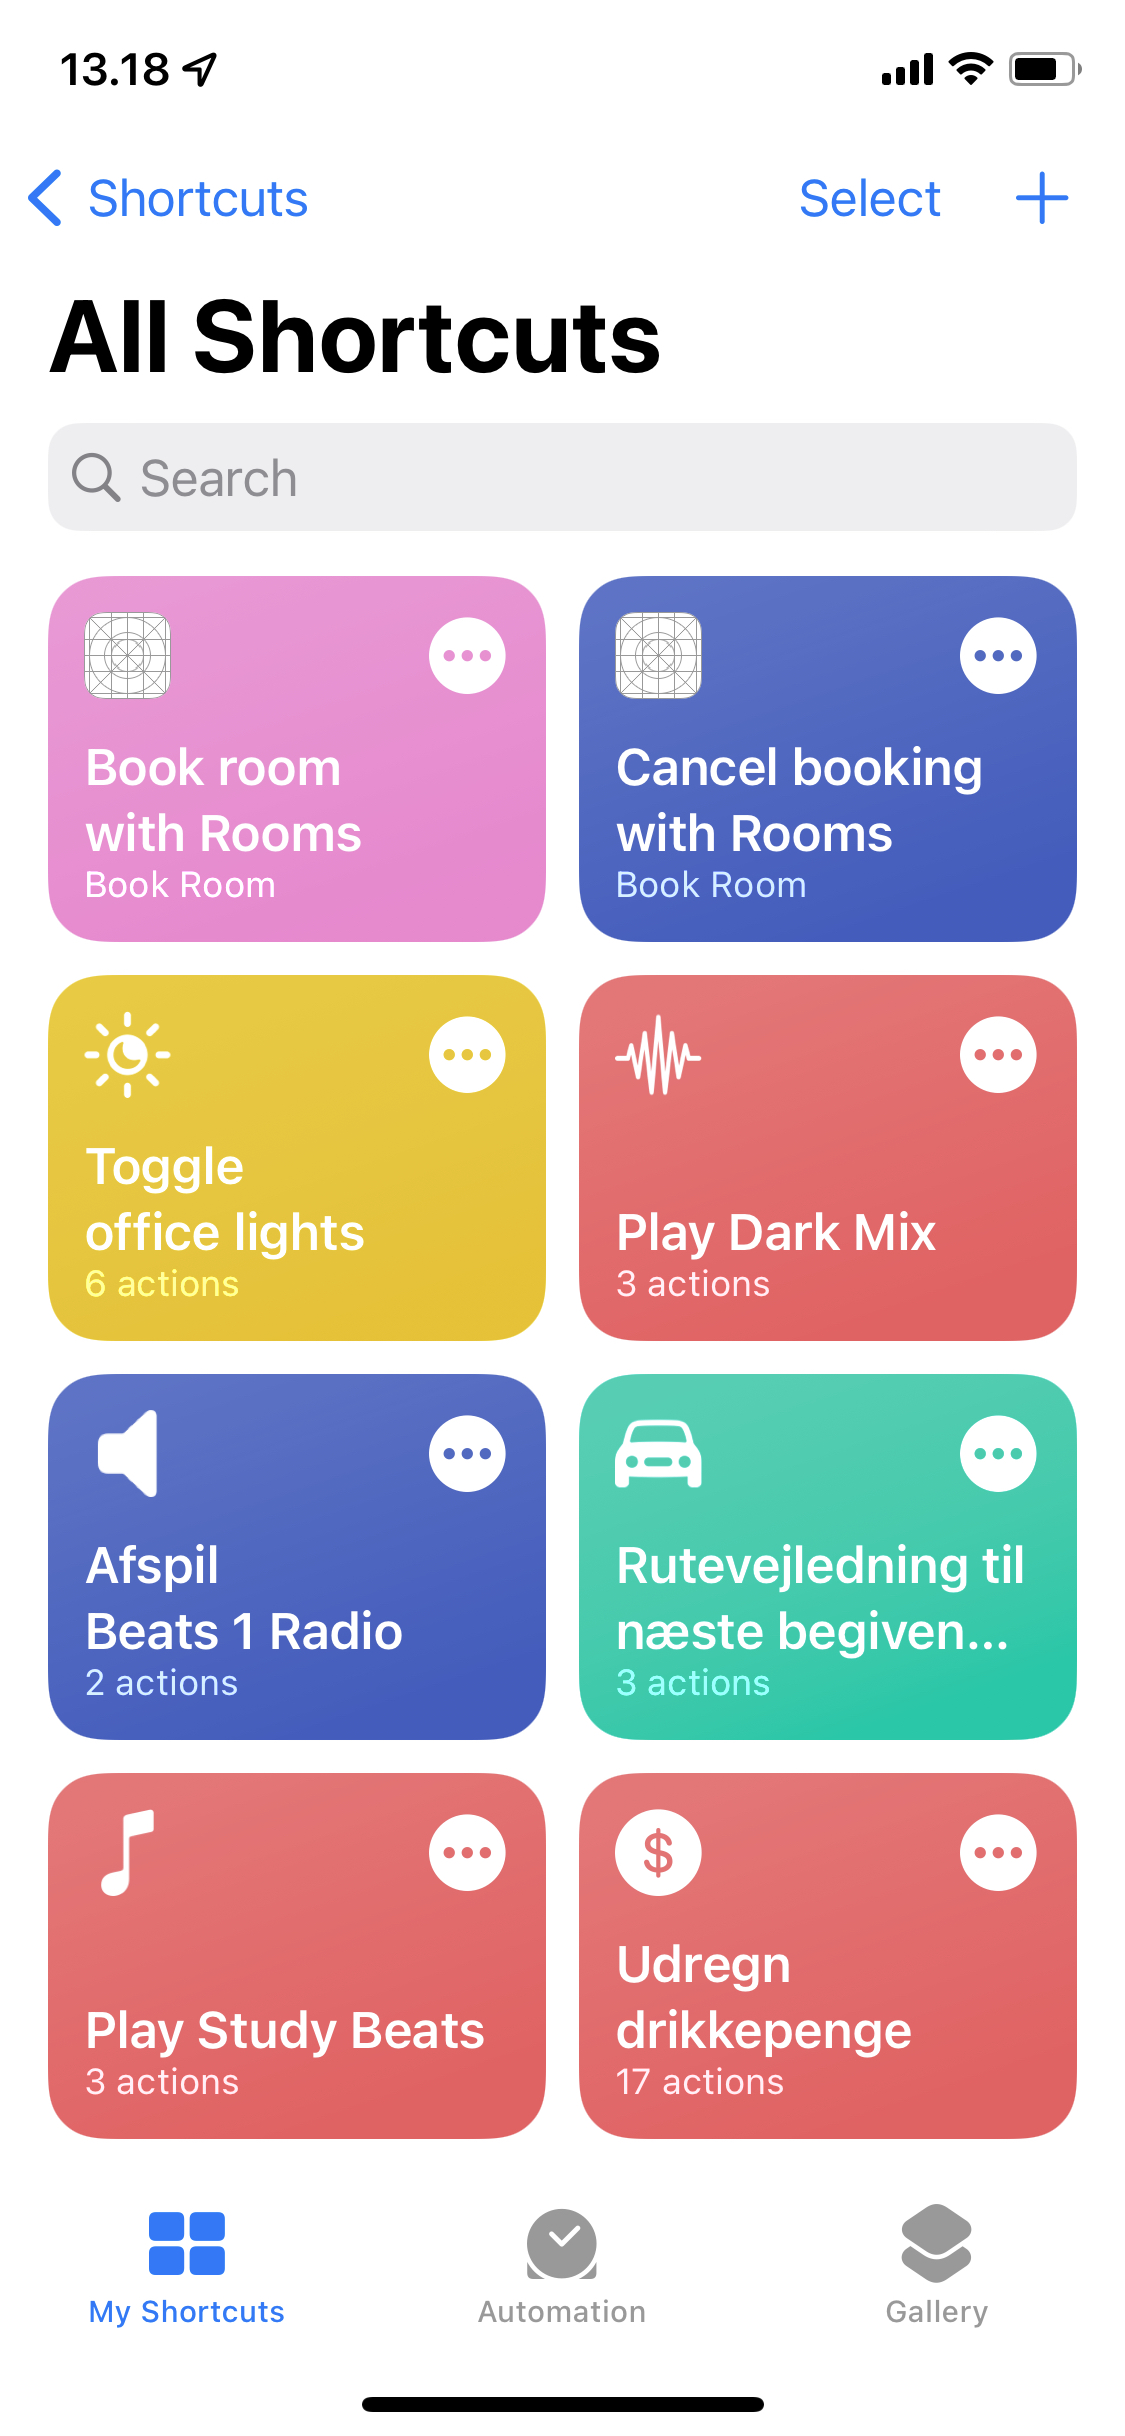 13.18
Shortcuts
Select
All Shortcuts
Search
Book room
with Rooms
Book Room
Cancel booking
with Rooms
Book Room
Toggle
office lights
6 actions
Play Dark Mix
3 actions
Afspil
Beats 1 Radio
2 actions
Rutevejledning til
næste begiven...
3 actions
Play Study Beats
3 actions
$
Udregn
drikkepenge
17 actions
My Shortcuts
Automation
Gallery